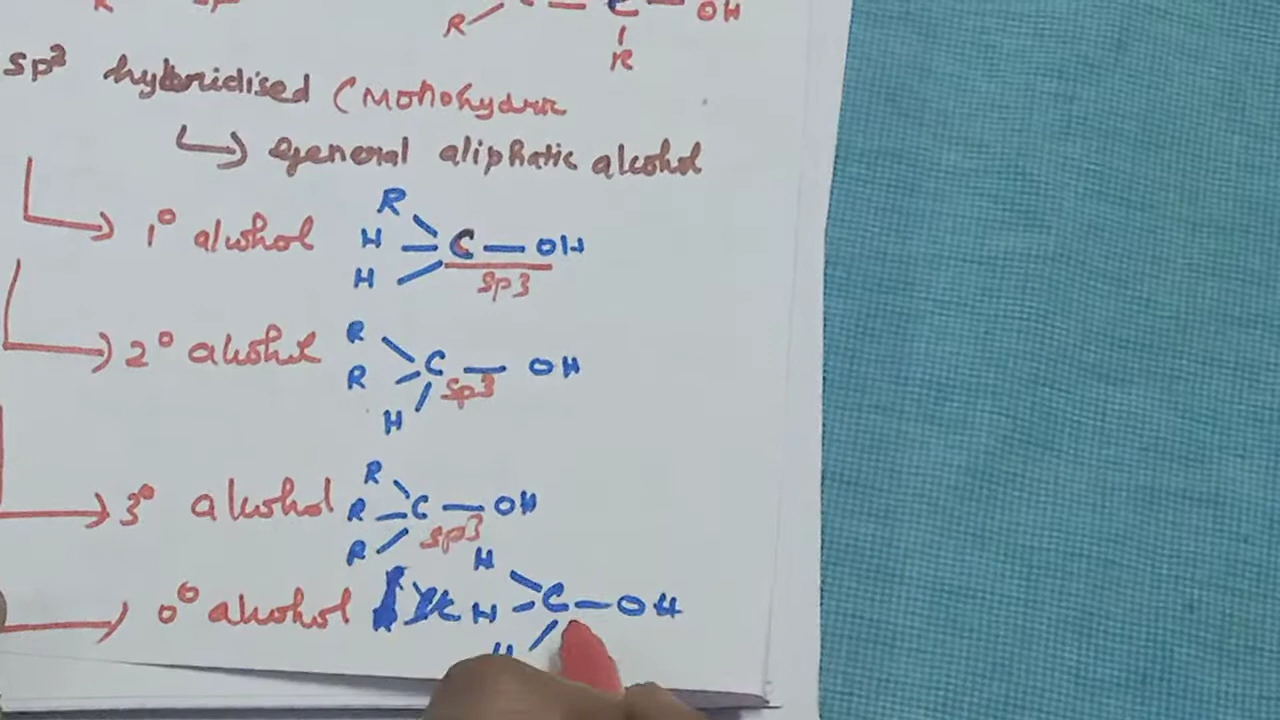 R C — C — OH
R
sp³ hybridised (Monohydric
↳ general aliphatic alcohol
1° alcohol R H H C — OH sp3
2° alcohol R R H C — OH sp3
3° alcohol R R R C — OH sp3
0° alcohol H H H C — OH